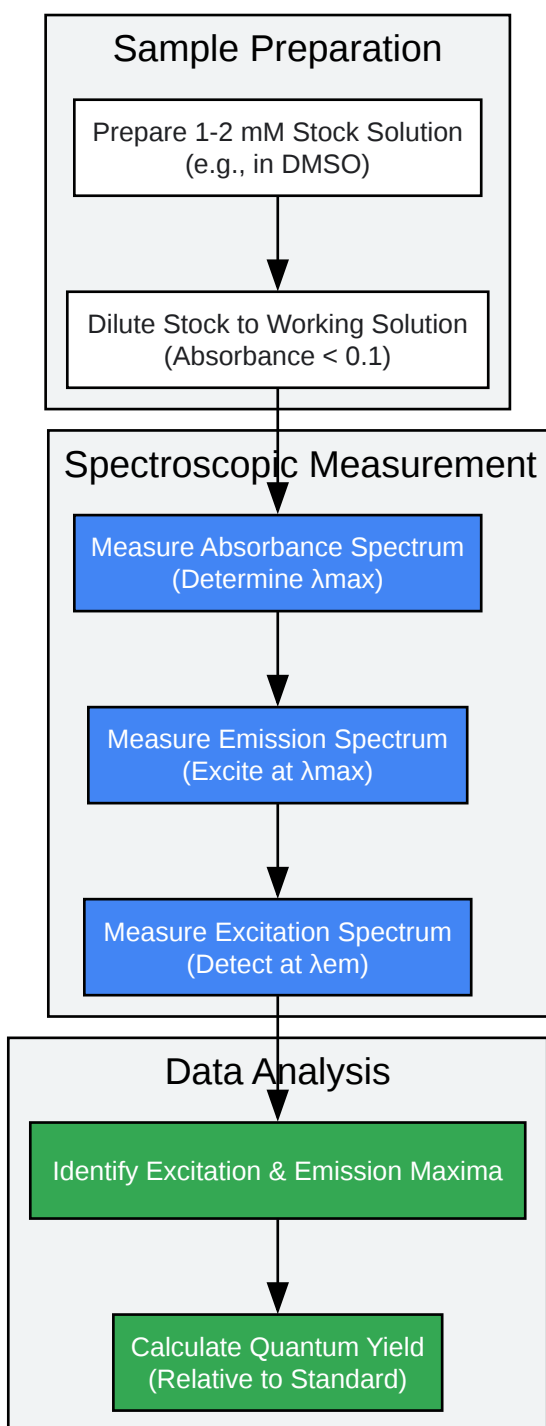 Sample Preparation
Prepare 1-2 mM Stock Solution
(e.g., in DMSO)
Dilute Stock to Working Solution
(Absorbance < 0.1)
Spectroscopic Measurement
Measure Absorbance Spectrum
(Determine λmax)
Measure Emission Spectrum
(Excite at λmax)
Measure Excitation Spectrum
(Detect at λem)
Data Analysis
Identify Excitation & Emission Maxima
Calculate Quantum Yield
(Relative to Standard)